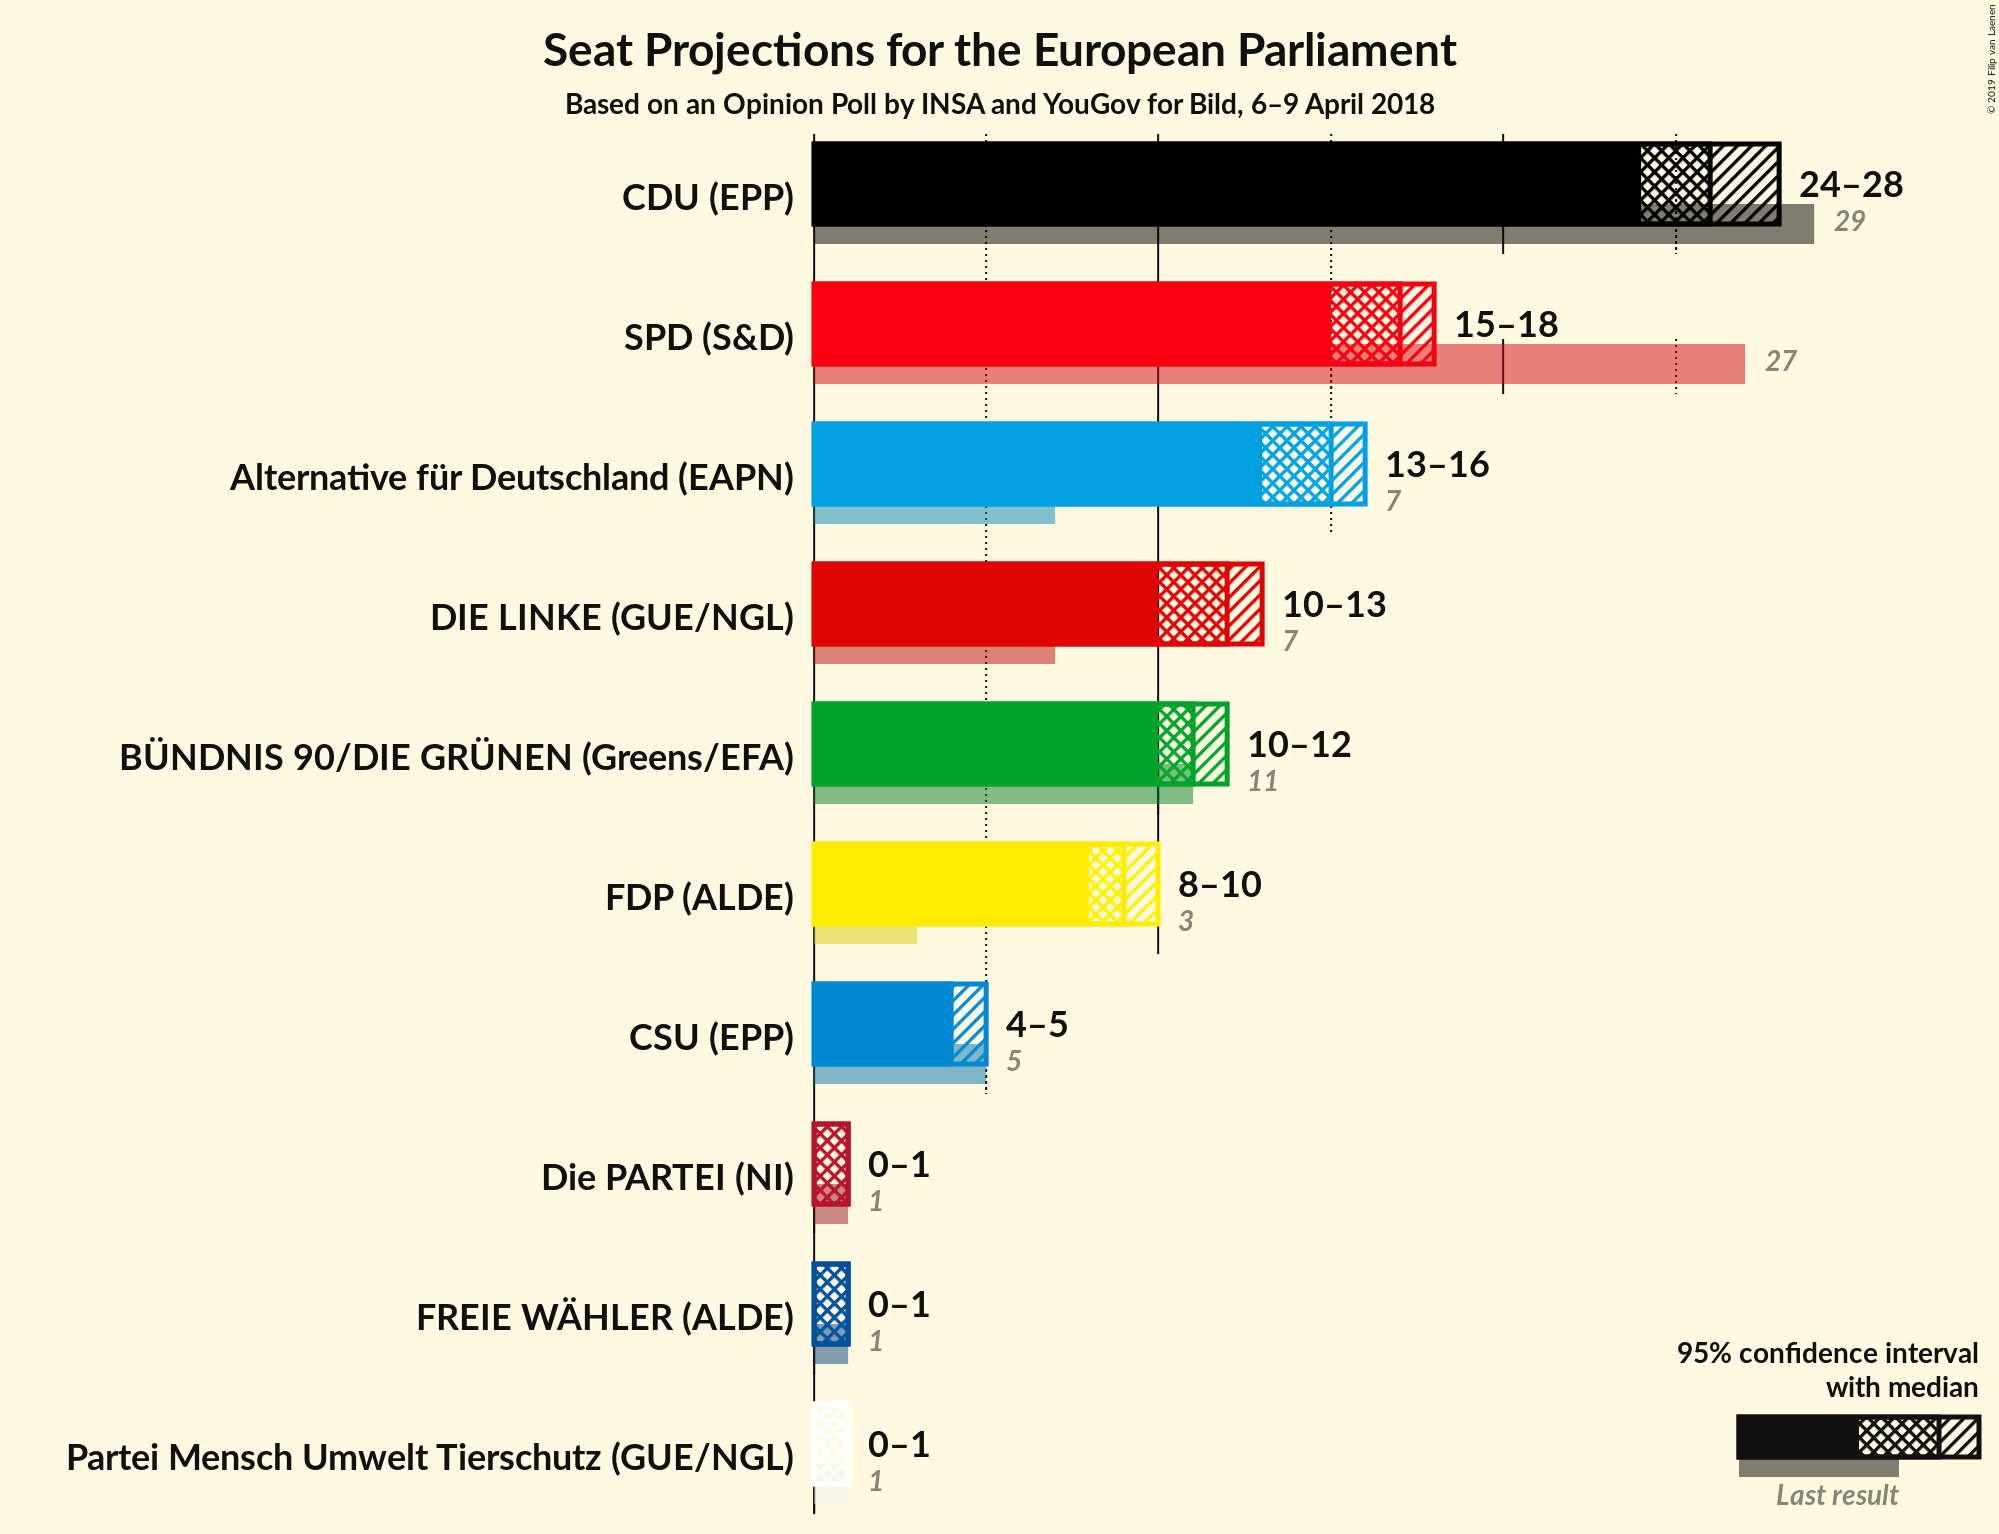 Seat Projections for the European Parliament
Based on an Opinion Poll by INSA and YouGov for Bild, 6–9 April 2018
© 2019 Filip van Laenen
CDU (EPP)
24–28
29
SPD (S&D)
15–18
27
Alternative für Deutschland (EAPN)
13–16
7
DIE LINKE (GUE/NGL)
10–13
7
BÜNDNIS 90/DIE GRÜNEN (Greens/EFA)
10–12
11
FDP (ALDE)
8–10
3
CSU (EPP)
4–5
5
Die PARTEI (NI)
0–1
1
FREIE WÄHLER (ALDE)
0–1
1
Partei Mensch Umwelt Tierschutz (GUE/NGL)
0–1
1
95% confidence interval
with median
Last result